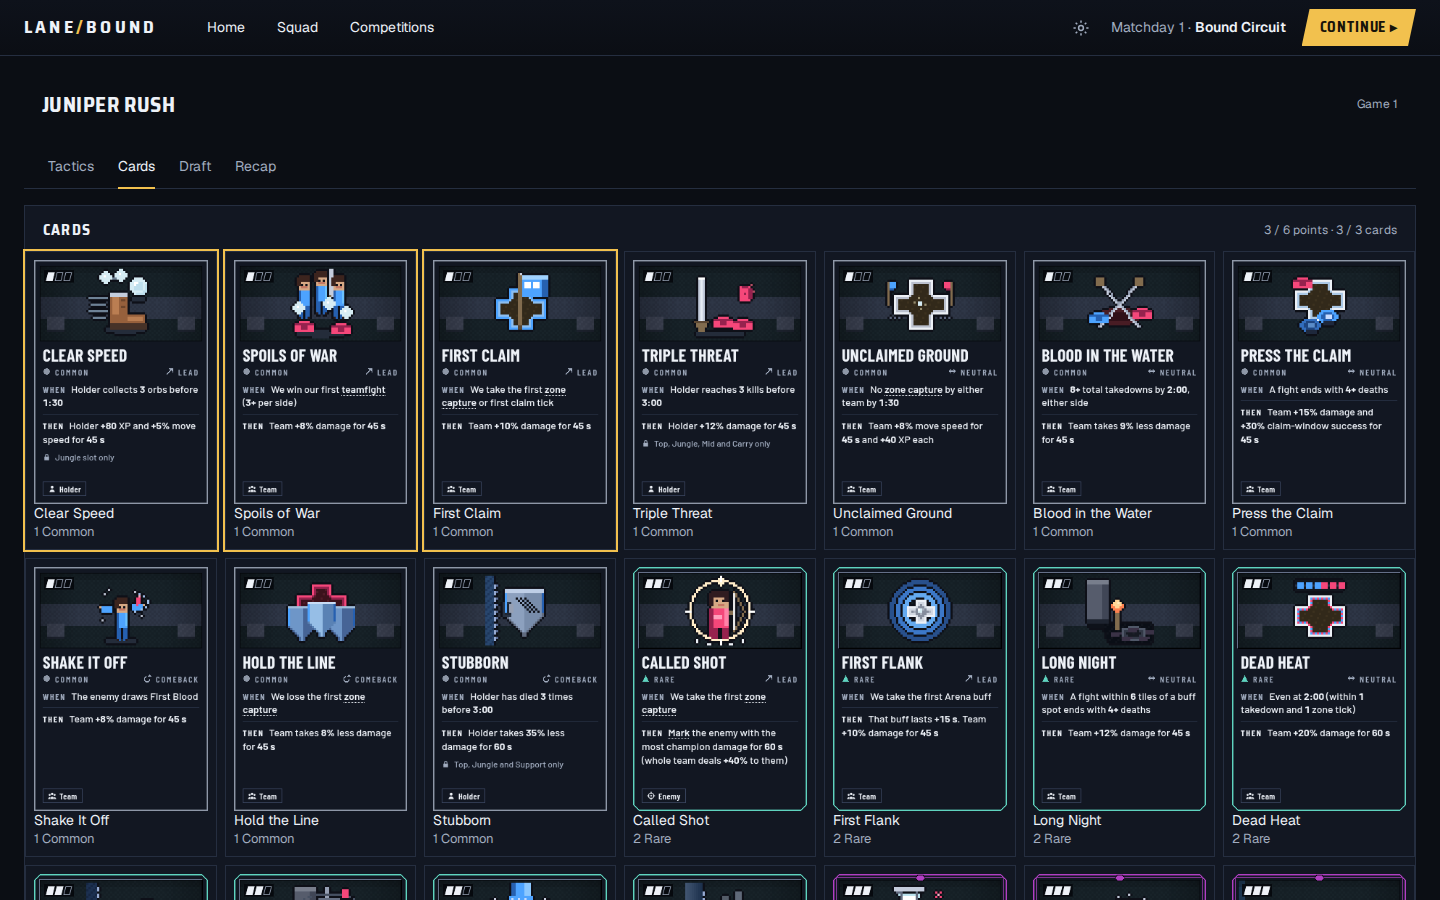 LANE/BOUND
Home
Squad
Competitions
Matchday 1 · Bound Circuit
CONTINUE ▸
JUNIPER RUSH
Game 1
Tactics
Cards
Draft
Recap
CARDS
3 / 6 points · 3 / 3 cards
CLEAR SPEED
COMMON
LEAD
WHEN Holder collects 3 orbs before
1:30
THEN Holder +80 XP and +5% move
speed for 45 s
Jungle slot only
Holder
Clear Speed
1 Common
SPOILS OF WAR
COMMON
LEAD
WHEN We win our first teamfight
(3+ per side)
THEN Team +8% damage for 45 s
Team
Spoils of War
1 Common
FIRST CLAIM
COMMON
LEAD
WHEN We take the first zone
capture or first claim tick
THEN Team +10% damage for 45 s
Team
First Claim
1 Common
TRIPLE THREAT
COMMON
LEAD
WHEN Holder reaches 3 kills before
3:00
THEN Holder +12% damage for 45 s
Top, Jungle, Mid and Carry only
Holder
Triple Threat
1 Common
UNCLAIMED GROUND
COMMON
NEUTRAL
WHEN No zone capture by either
team by 1:30
THEN Team +8% move speed for
45 s and +40 XP each
Team
Unclaimed Ground
1 Common
BLOOD IN THE WATER
COMMON
NEUTRAL
WHEN 8+ total takedowns by 2:00,
either side
THEN Team takes 9% less damage
for 45 s
Team
Blood in the Water
1 Common
PRESS THE CLAIM
COMMON
NEUTRAL
WHEN A fight ends with 4+ deaths
THEN Team +15% damage and
+30% claim-window success for
45 s
Team
Press the Claim
1 Common
SHAKE IT OFF
COMMON
COMEBACK
WHEN The enemy draws First Blood
THEN Team +8% damage for 45 s
Team
Shake It Off
1 Common
HOLD THE LINE
COMMON
COMEBACK
WHEN We lose the first zone
capture
THEN Team takes 8% less damage
for 45 s
Team
Hold the Line
1 Common
STUBBORN
COMMON
COMEBACK
WHEN Holder has died 3 times
before 3:00
THEN Holder takes 35% less
damage for 60 s
Top, Jungle and Support only
Holder
Stubborn
1 Common
CALLED SHOT
RARE
LEAD
WHEN We take the first zone
capture
THEN Mark the enemy with the
most champion damage for 60 s
(whole team deals +40% to them)
Enemy
Called Shot
2 Rare
FIRST FLANK
RARE
LEAD
WHEN We take the first Arena buff
THEN That buff lasts +15 s. Team
+10% damage for 45 s
Team
First Flank
2 Rare
LONG NIGHT
RARE
NEUTRAL
WHEN A fight within 6 tiles of a buff
spot ends with 4+ deaths
THEN Team +12% damage for 45 s
Team
Long Night
2 Rare
DEAD HEAT
RARE
NEUTRAL
WHEN Even at 2:00 (within 1
takedown and 1 zone tick)
THEN Team +20% damage for 60 s
Team
Dead Heat
2 Rare